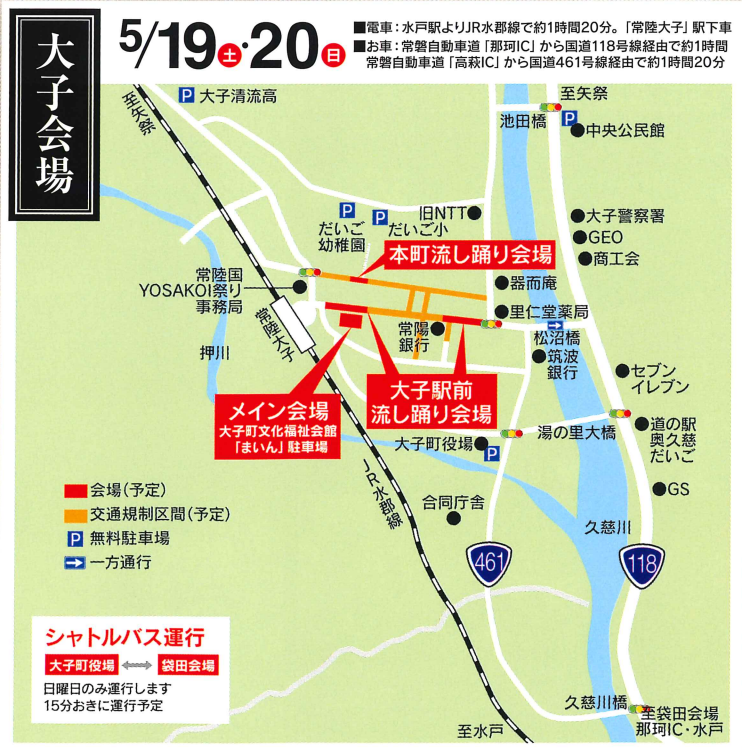 大子会場
5/19土・20日
■電車：水戸駅よりJR水郡線で約1時間20分。「常陸大子」駅下車
■お車：常磐自動車道「那珂IC」から国道118号線経由で約1時間
常磐自動車道「高萩IC」から国道461号線経由で約1時間20分
至矢祭
P 大子清流高
至矢祭
池田橋
P
中央公民館
P
だいご
幼稚園
P
だいご小
旧NTT
大子警察署
GEO
商工会
本町流し踊り会場
常陸国
YOSAKOI祭り
事務局
器而庵
里仁堂薬局
常陸大子
常陽
銀行
松沼橋
筑波
銀行
押川
セブン
イレブン
メイン会場
大子町文化福祉会館
「まいん」駐車場
大子駅前
流し踊り会場
湯の里大橋
道の駅
奥久慈
だいご
大子町役場
P
JR水郡線
GS
合同庁舎
久慈川
461
118
会場（予定）
交通規制区間（予定）
P 無料駐車場
一方通行
シャトルバス運行
大子町役場
袋田会場
日曜日のみ運行します
15分おきに運行予定
久慈川橋
至袋田会場
那珂IC・水戸
至水戸